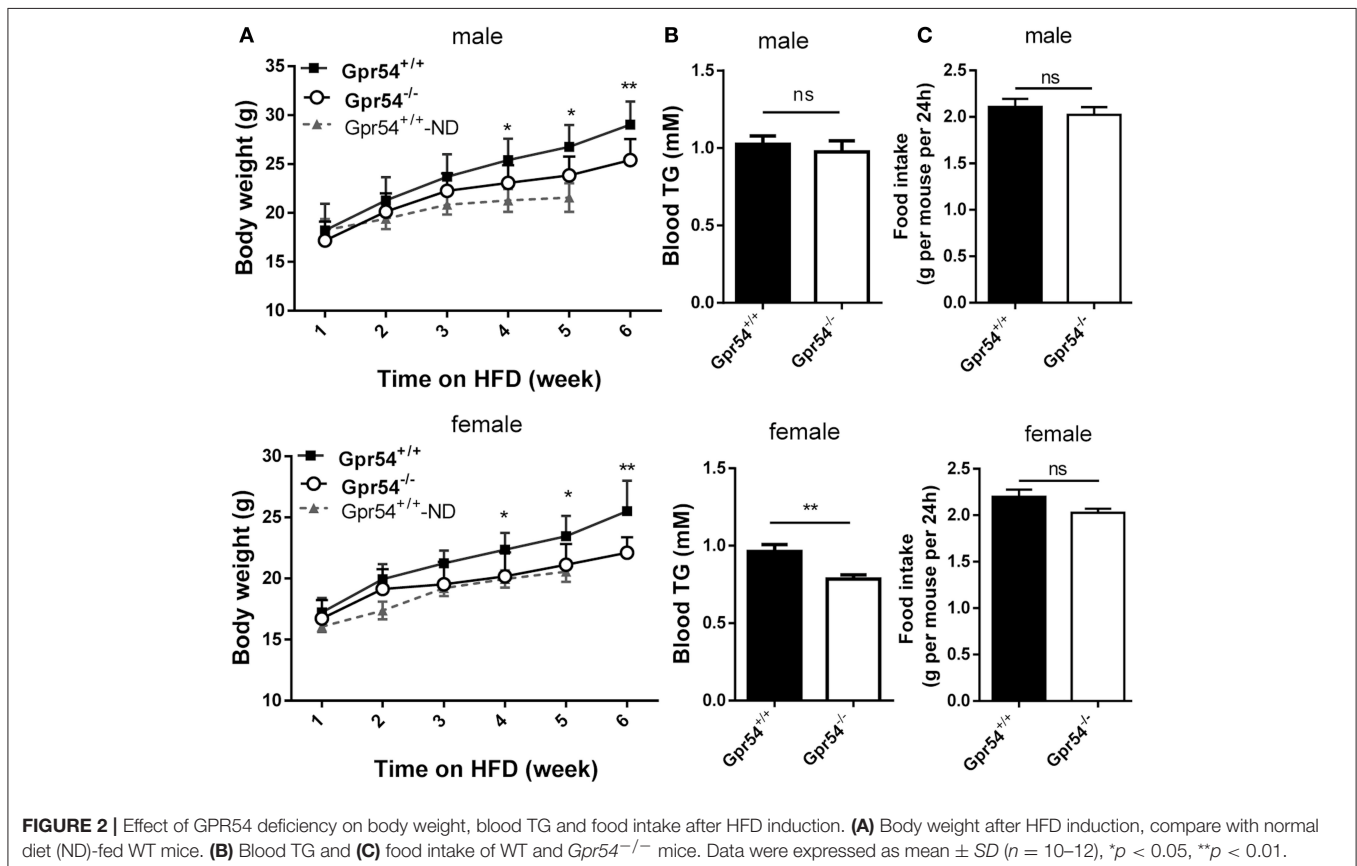 A
male
Gpr54+/+
Gpr54-/-
Gpr54+/+-ND
Body weight (g)
35
30
25
20
15
10
* * **
1 2 3 4 5 6
Time on HFD (week)
B
male
Blood TG (mM)
1.5
1.0
0.5
0.0
ns
Gpr54+/+
Gpr54-/-
C
male
Food intake
(g per mouse per 24h)
2.5
2.0
1.5
1.0
0.5
0.0
ns
Gpr54+/+
Gpr54-/-
female
Gpr54+/+
Gpr54-/-
Gpr54+/+-ND
Body weight (g)
30
25
20
15
10
* * **
1 2 3 4 5 6
Time on HFD (week)
female
Blood TG (mM)
1.5
1.0
0.5
0.0
**
Gpr54+/+
Gpr54-/-
female
Food intake
(g per mouse per 24h)
2.5
2.0
1.5
1.0
0.5
0.0
ns
Gpr54+/+
Gpr54-/-
FIGURE 2 | Effect of GPR54 deficiency on body weight, blood TG and food intake after HFD induction. (A) Body weight after HFD induction, compare with normal
diet (ND)-fed WT mice. (B) Blood TG and (C) food intake of WT and Gpr54−/− mice. Data were expressed as mean ± SD (n = 10–12), *p < 0.05, **p < 0.01.